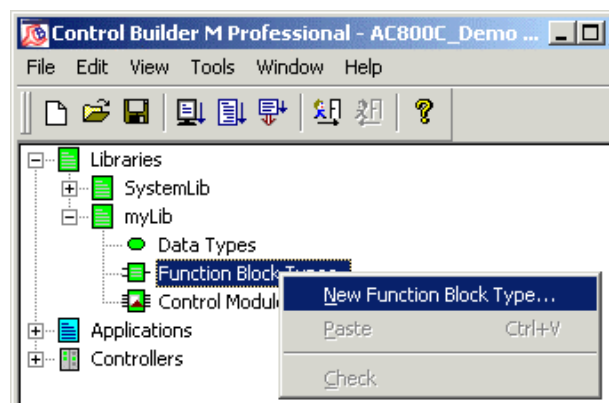 Control Builder M Professional - AC800C_Demo ...
File Edit View Tools Window Help
Libraries
SystemLib
myLib
Data Types
Function Block Types
New Function Block Type...
Control Modul
Paste Ctrl+V
Applications
Controllers
Check